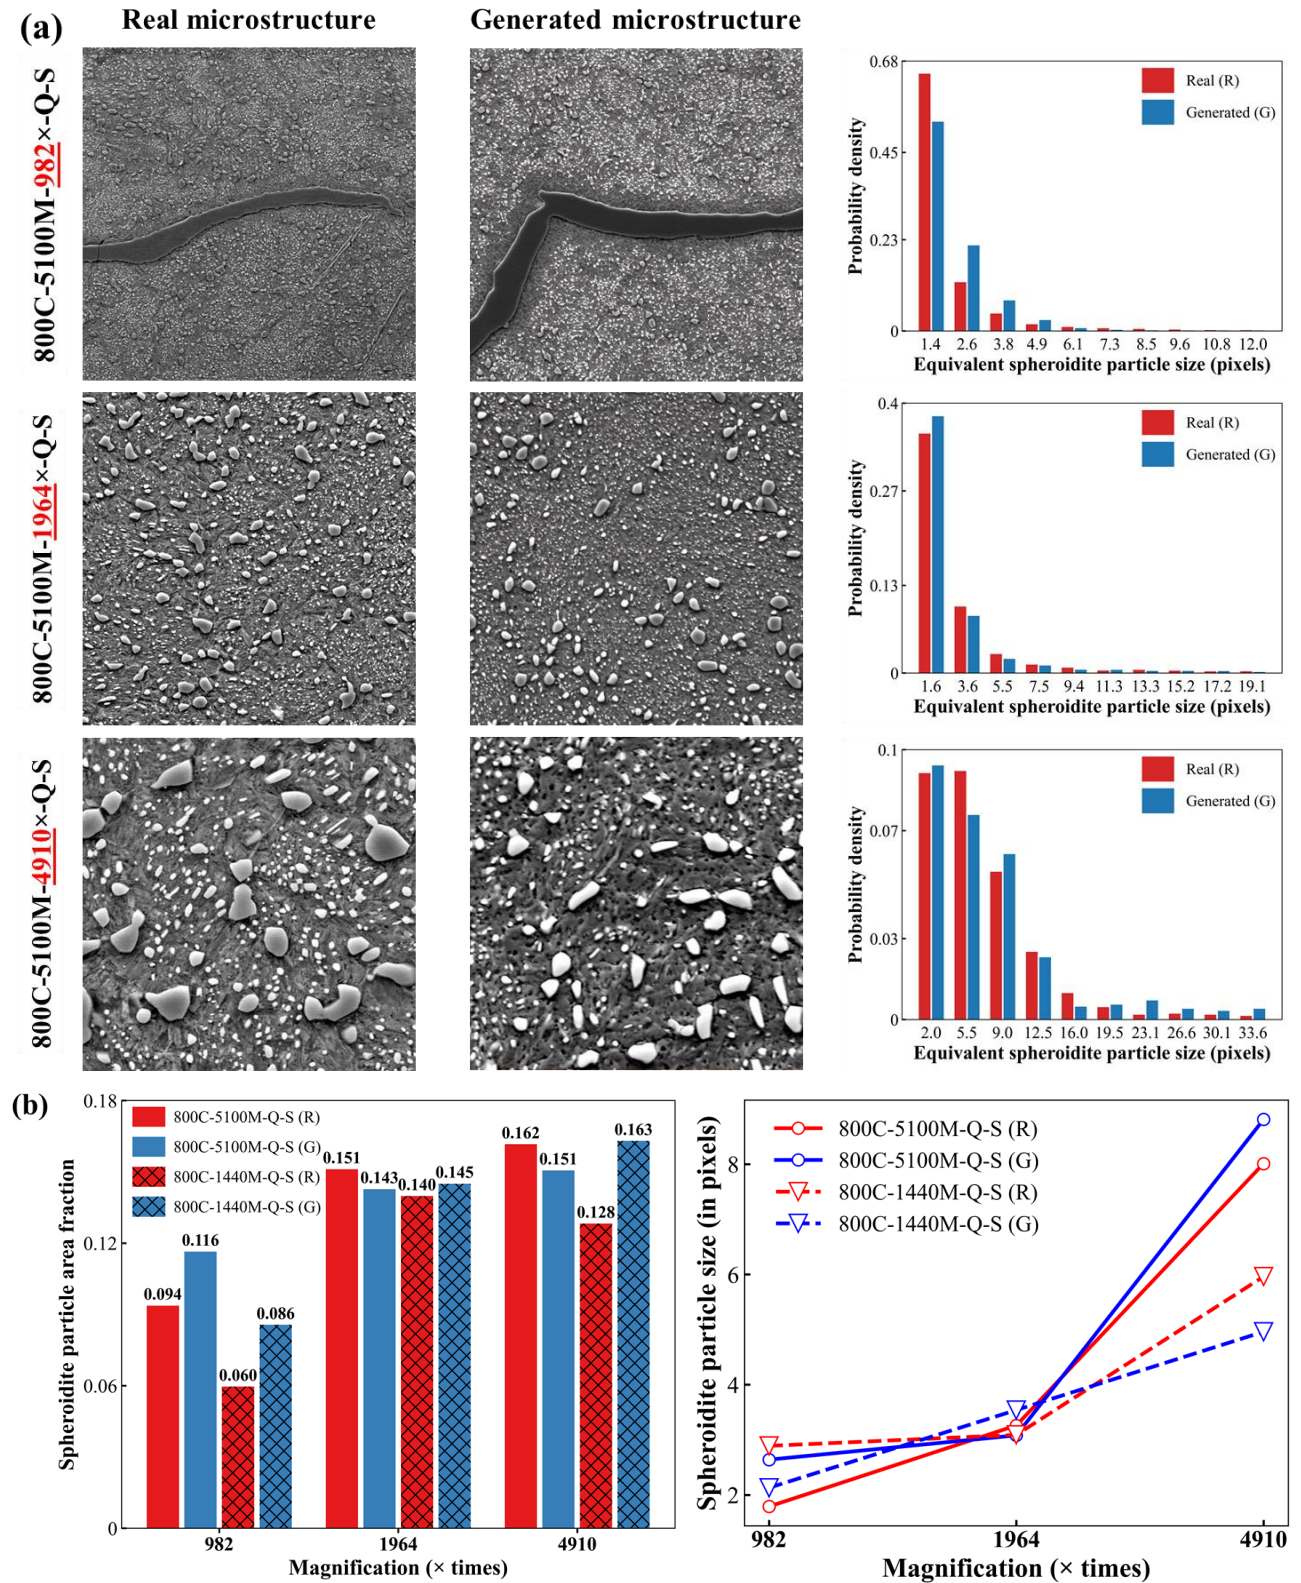 (a)
Real microstructure
Generated microstructure
800C-5100M-982×-Q-S
Probability density
0.68
0.45
0.23
0
Real (R)
Generated (G)
1.4 2.6 3.8 4.9 6.1 7.3 8.5 9.6 10.8 12.0
Equivalent spheroidite particle size (pixels)
800C-5100M-1964×-Q-S
Probability density
0.4
0.27
0.13
0
Real (R)
Generated (G)
1.6 3.6 5.5 7.5 9.4 11.3 13.3 15.2 17.2 19.1
Equivalent spheroidite particle size (pixels)
800C-5100M-4910×-Q-S
Probability density
0.1
0.07
0.03
0
Real (R)
Generated (G)
2.0 5.5 9.0 12.5 16.0 19.5 23.1 26.6 30.1 33.6
Equivalent spheroidite particle size (pixels)
(b)
Spheroidite particle area fraction
0.18
0.12
0.06
0
800C-5100M-Q-S (R)
800C-5100M-Q-S (G)
800C-1440M-Q-S (R)
800C-1440M-Q-S (G)
0.094 0.116 0.060 0.086
0.151 0.143 0.140 0.145
0.162 0.151 0.128 0.163
982 1964 4910
Magnification (× times)
Spheroidite particle size (in pixels)
8
6
4
2
800C-5100M-Q-S (R)
800C-5100M-Q-S (G)
800C-1440M-Q-S (R)
800C-1440M-Q-S (G)
982 1964 4910
Magnification (× times)